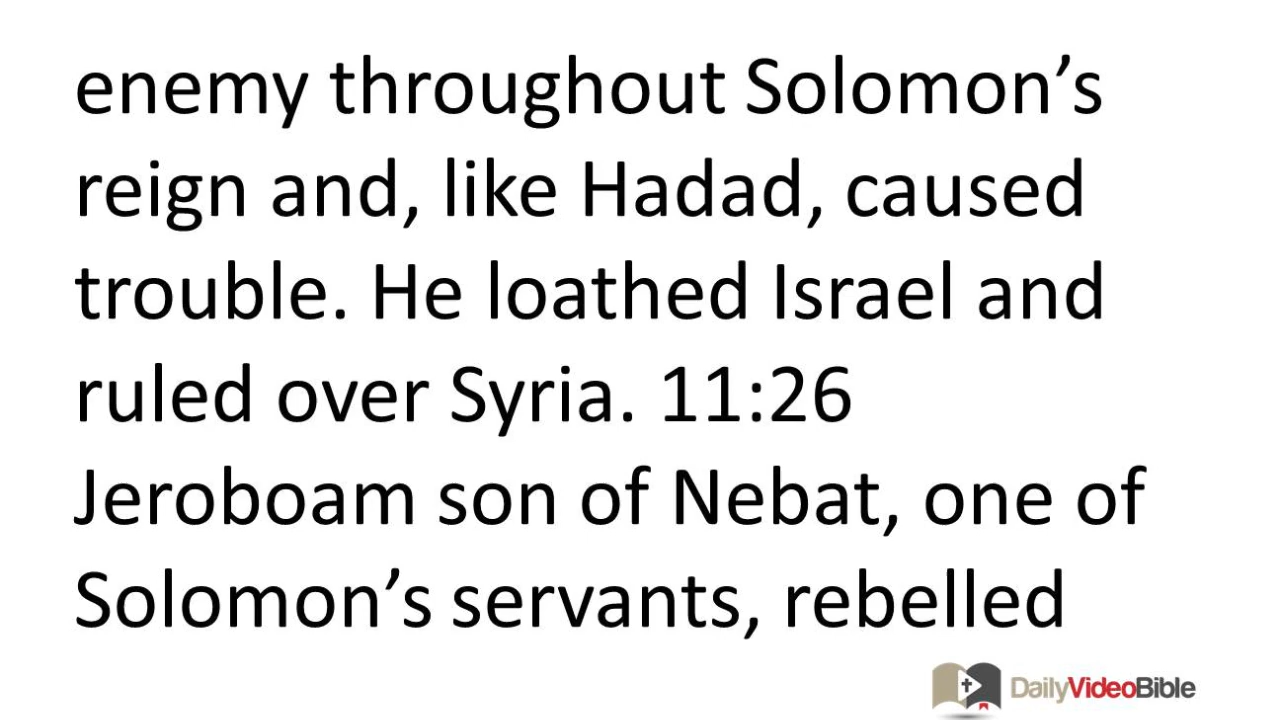 enemy throughout Solomon’s
reign and, like Hadad, caused
trouble. He loathed Israel and
ruled over Syria. 11:26
Jeroboam son of Nebat, one of
Solomon’s servants, rebelled
DailyVideoBible